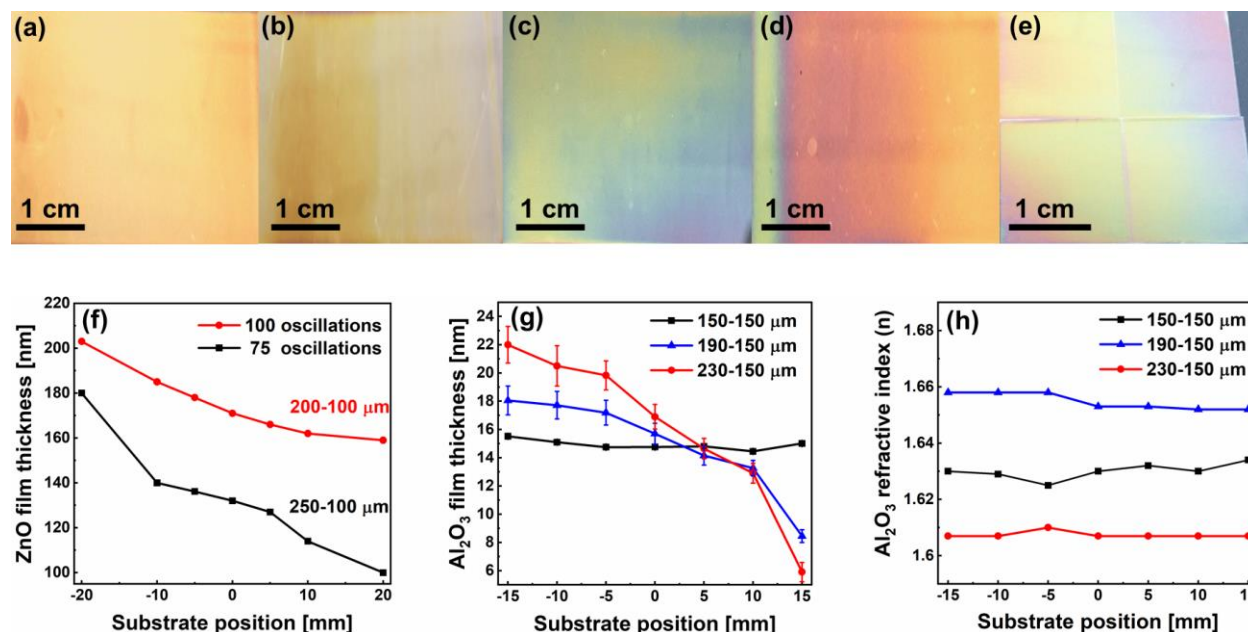 (a) (b) (c) (d) (e)
1 cm 1 cm 1 cm 1 cm 1 cm
(f)
220
200
180
160
140
120
100
ZnO film thickness [nm]
100 oscillations
75 oscillations
200-100 μm
250-100 μm
-20 -10 0 10 20
Substrate position [mm]
(g)
24
22
20
18
16
14
12
10
8
6
Al₂O₃ film thickness [nm]
150-150 μm
190-150 μm
230-150 μm
-15 -10 -5 0 5 10 15
Substrate position [mm]
(h)
1.68
1.66
1.64
1.62
1.6
Al₂O₃ refractive index (n)
150-150 μm
190-150 μm
230-150 μm
-15 -10 -5 0 5 10 15
Substrate position [mm]